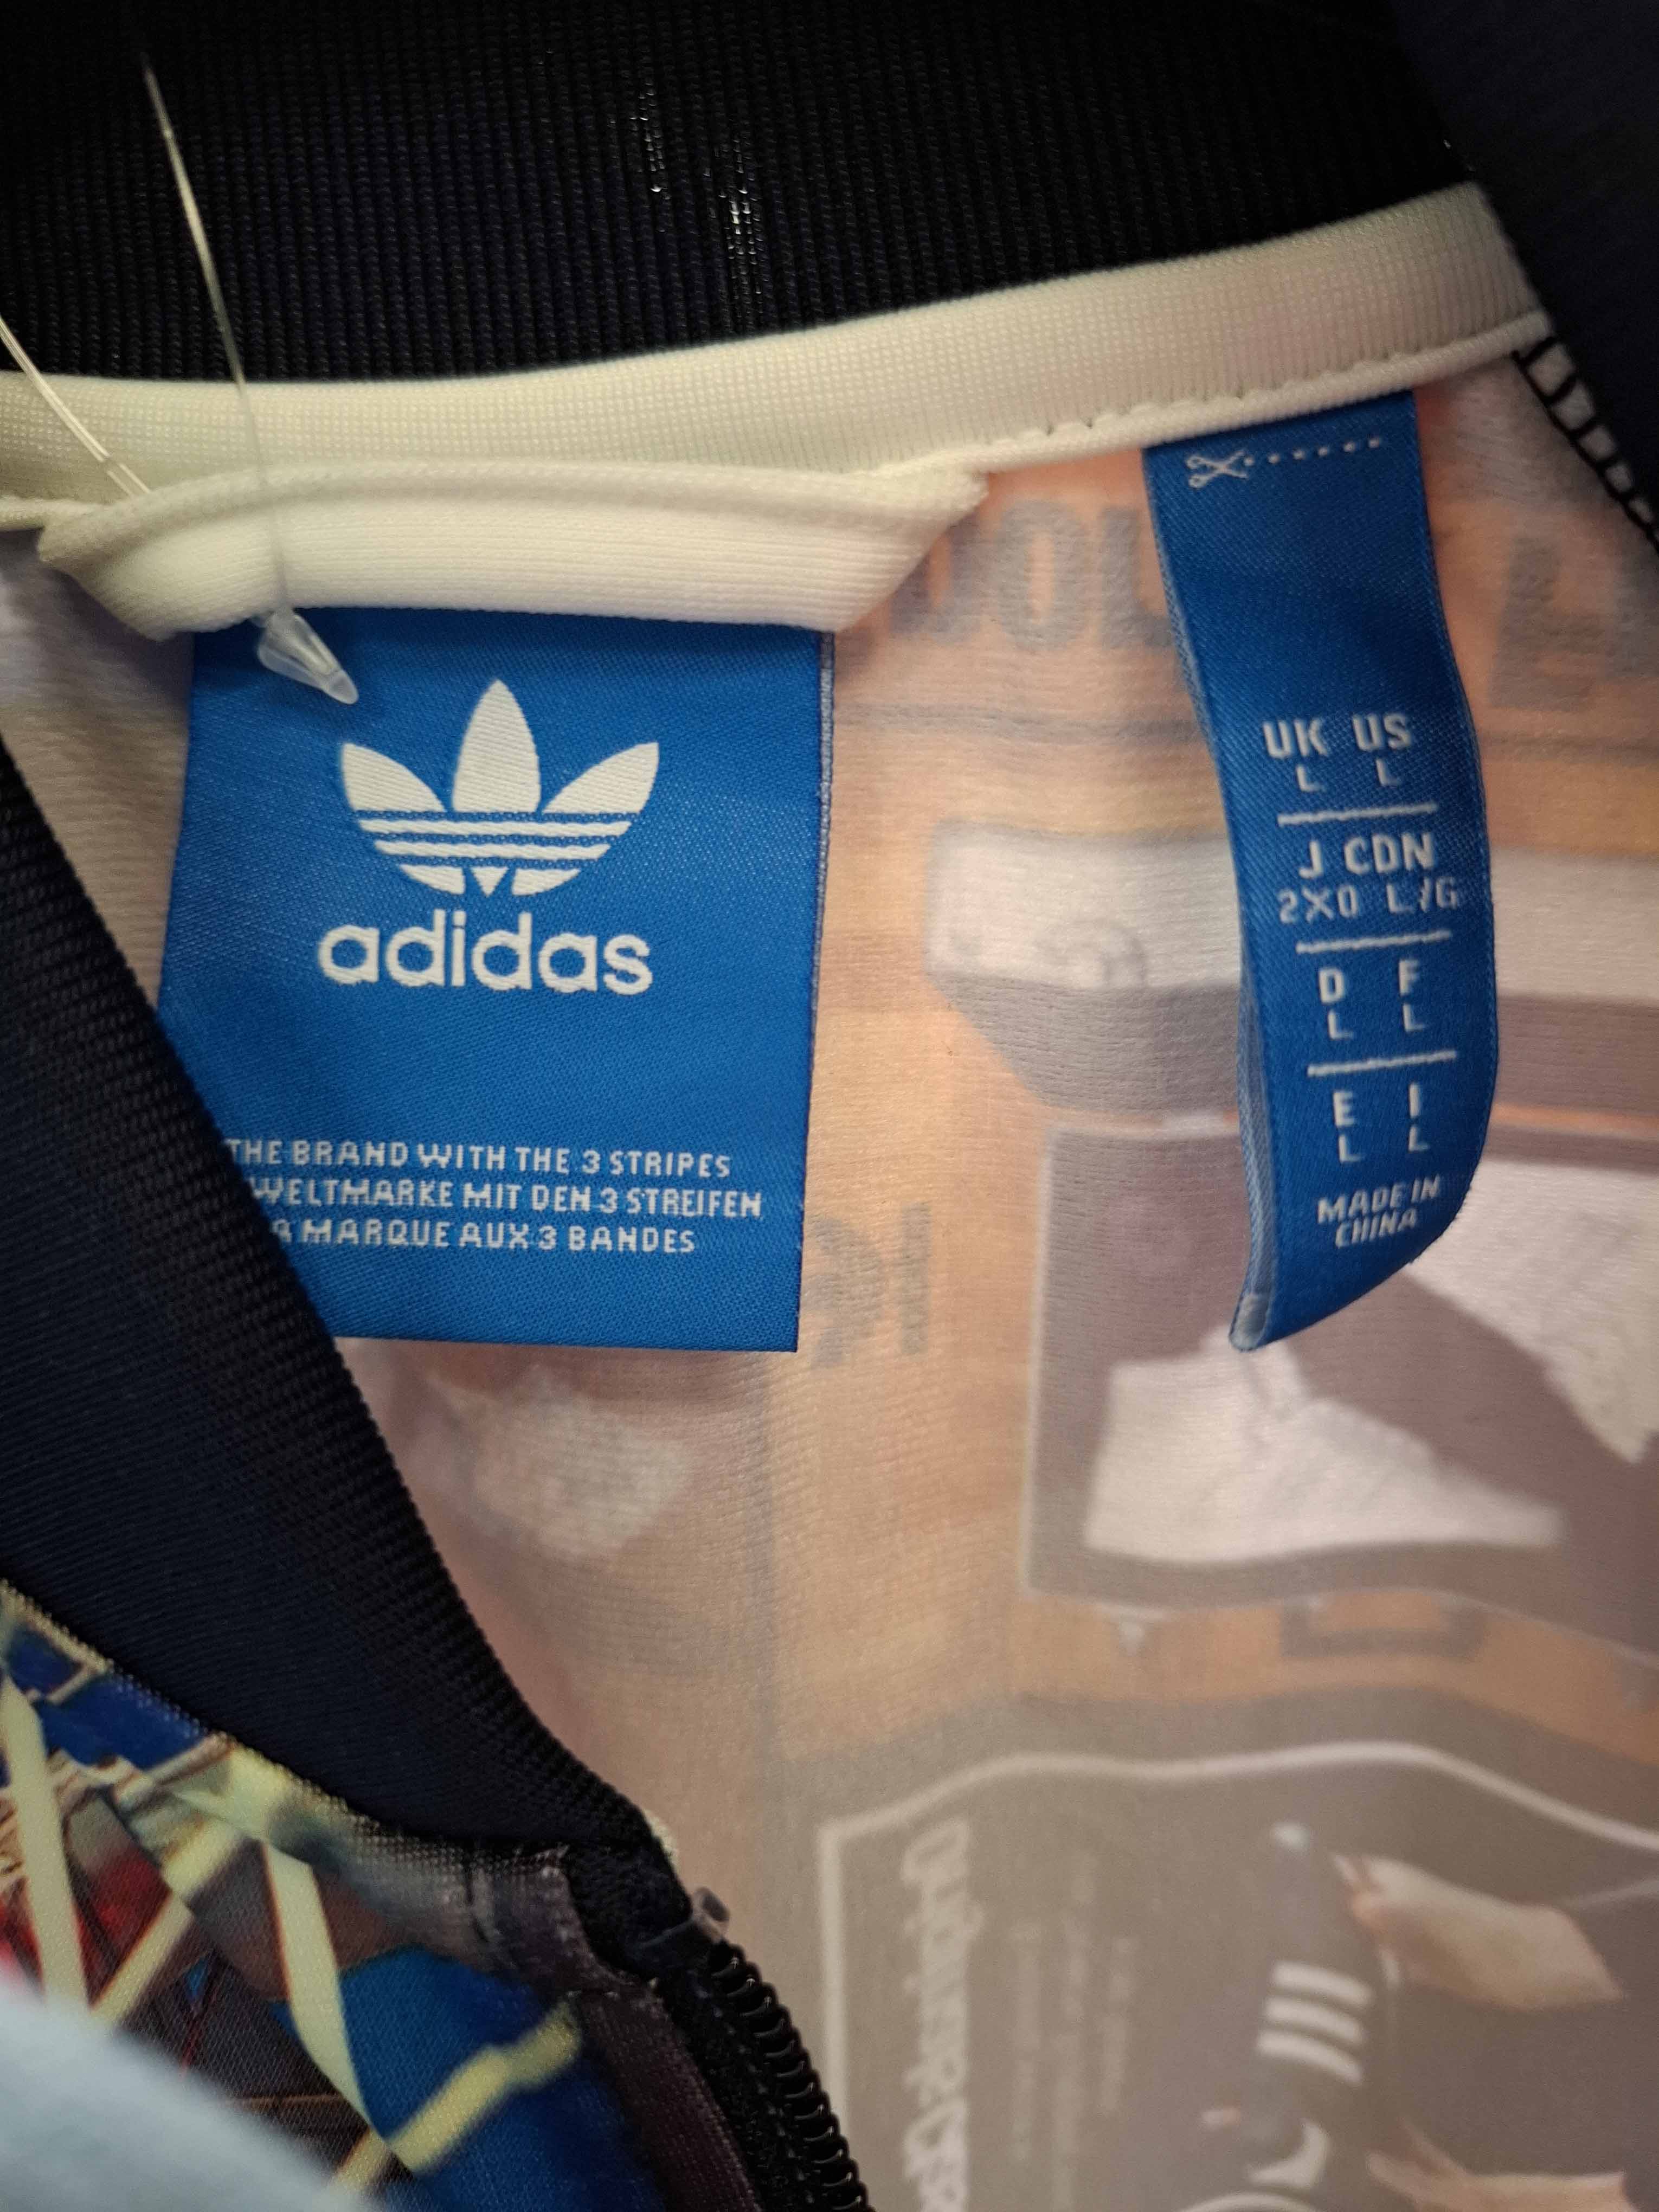 adidas
THE BRAND WITH THE 3 STRIPES
WELTMARKE MIT DEN 3 STREIFEN
MARQUE AUX 3 BANDES
UK US
L L
J CDN
2XO L/G
D F
L L
E I
L L
MADE IN
CHINA